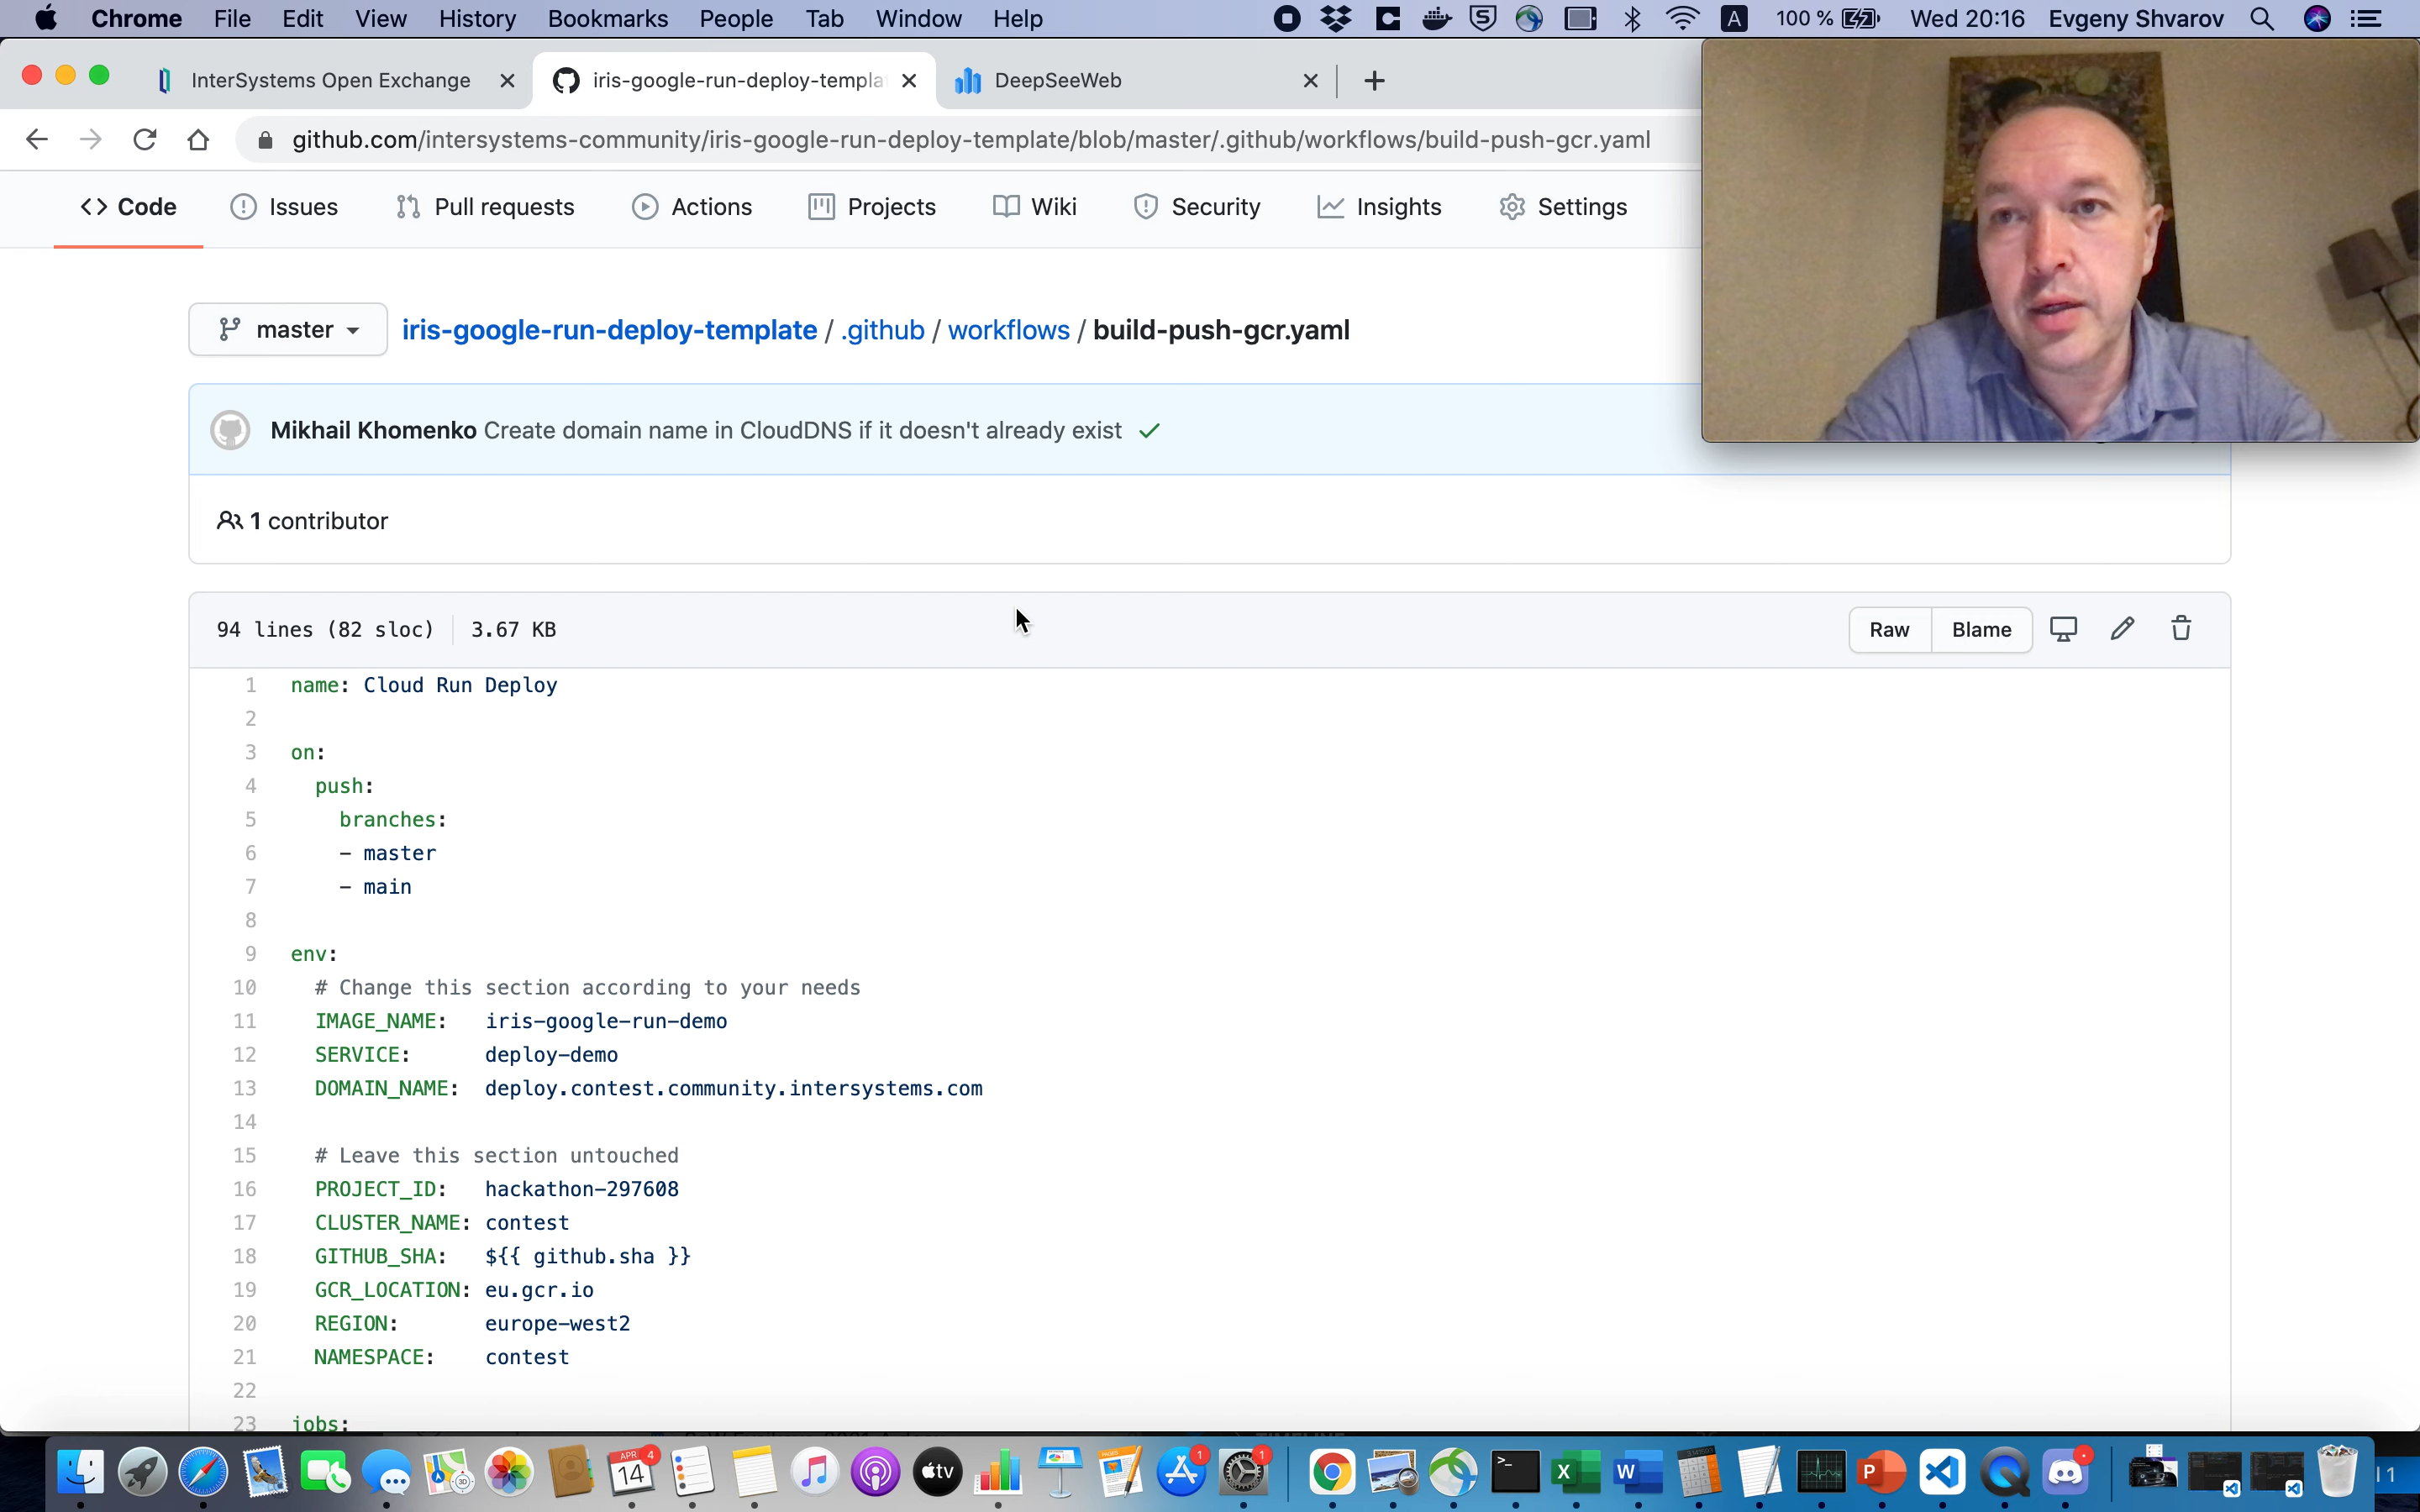 Chrome File Edit View History Bookmarks People Tab Window Help A 100 % Wed 20:16 Evgeny Shvarov
InterSystems Open Exchange iris-google-run-deploy-templa DeepSeeWeb
github.com/intersystems-community/iris-google-run-deploy-template/blob/master/.github/workflows/build-push-gcr.yaml
<> Code Issues Pull requests Actions Projects Wiki Security Insights Settings
master iris-google-run-deploy-template / .github / workflows / build-push-gcr.yaml
Mikhail Khomenko Create domain name in CloudDNS if it doesn't already exist
1 contributor
94 lines (82 sloc) 3.67 KB Raw Blame
1 name: Cloud Run Deploy
2
3 on:
4 push:
5 branches:
6 - master
7 - main
8
9 env:
10 # Change this section according to your needs
11 IMAGE_NAME: iris-google-run-demo
12 SERVICE: deploy-demo
13 DOMAIN_NAME: deploy.contest.community.intersystems.com
14
15 # Leave this section untouched
16 PROJECT_ID: hackathon-297608
17 CLUSTER_NAME: contest
18 GITHUB_SHA: ${{ github.sha }}
19 GCR_LOCATION: eu.gcr.io
20 REGION: europe-west2
21 NAMESPACE: contest
22
23 jobs:
APR 14 4
tv
1
1
X
W
P